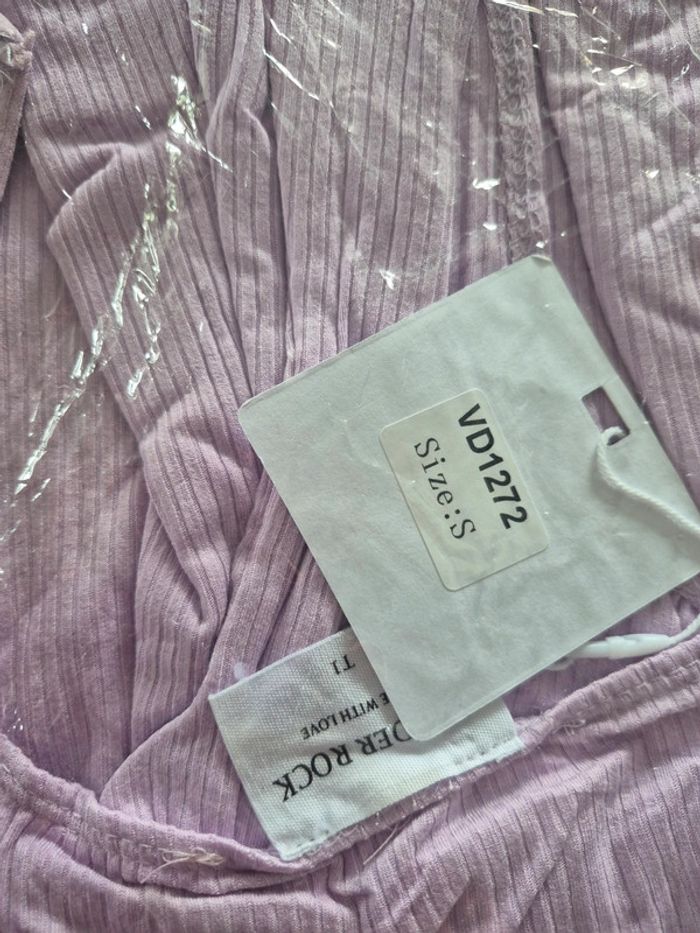 VD1272
Size:S
DER ROCK
E WITH LOVE
T1